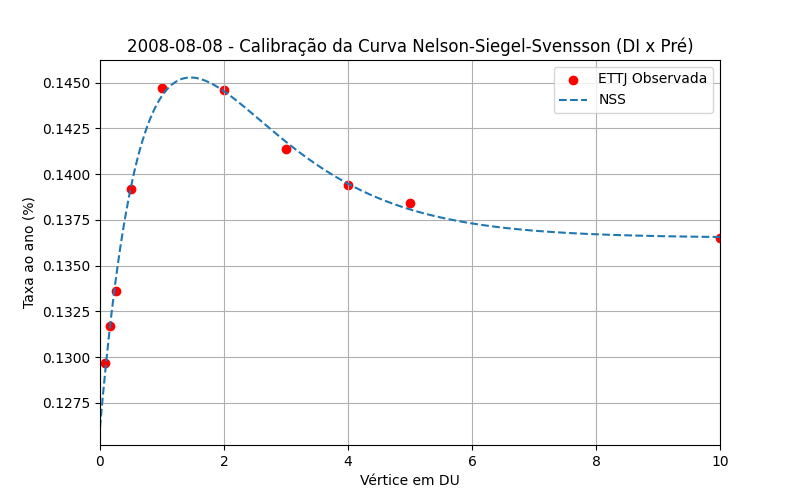 2008-08-08 - Calibração da Curva Nelson-Siegel-Svensson (DI x Pré)
ETTJ Observada
NSS
Taxa ao ano (%)
0.1450
0.1425
0.1400
0.1375
0.1350
0.1325
0.1300
0.1275
0 2 4 6 8 10
Vértice em DU